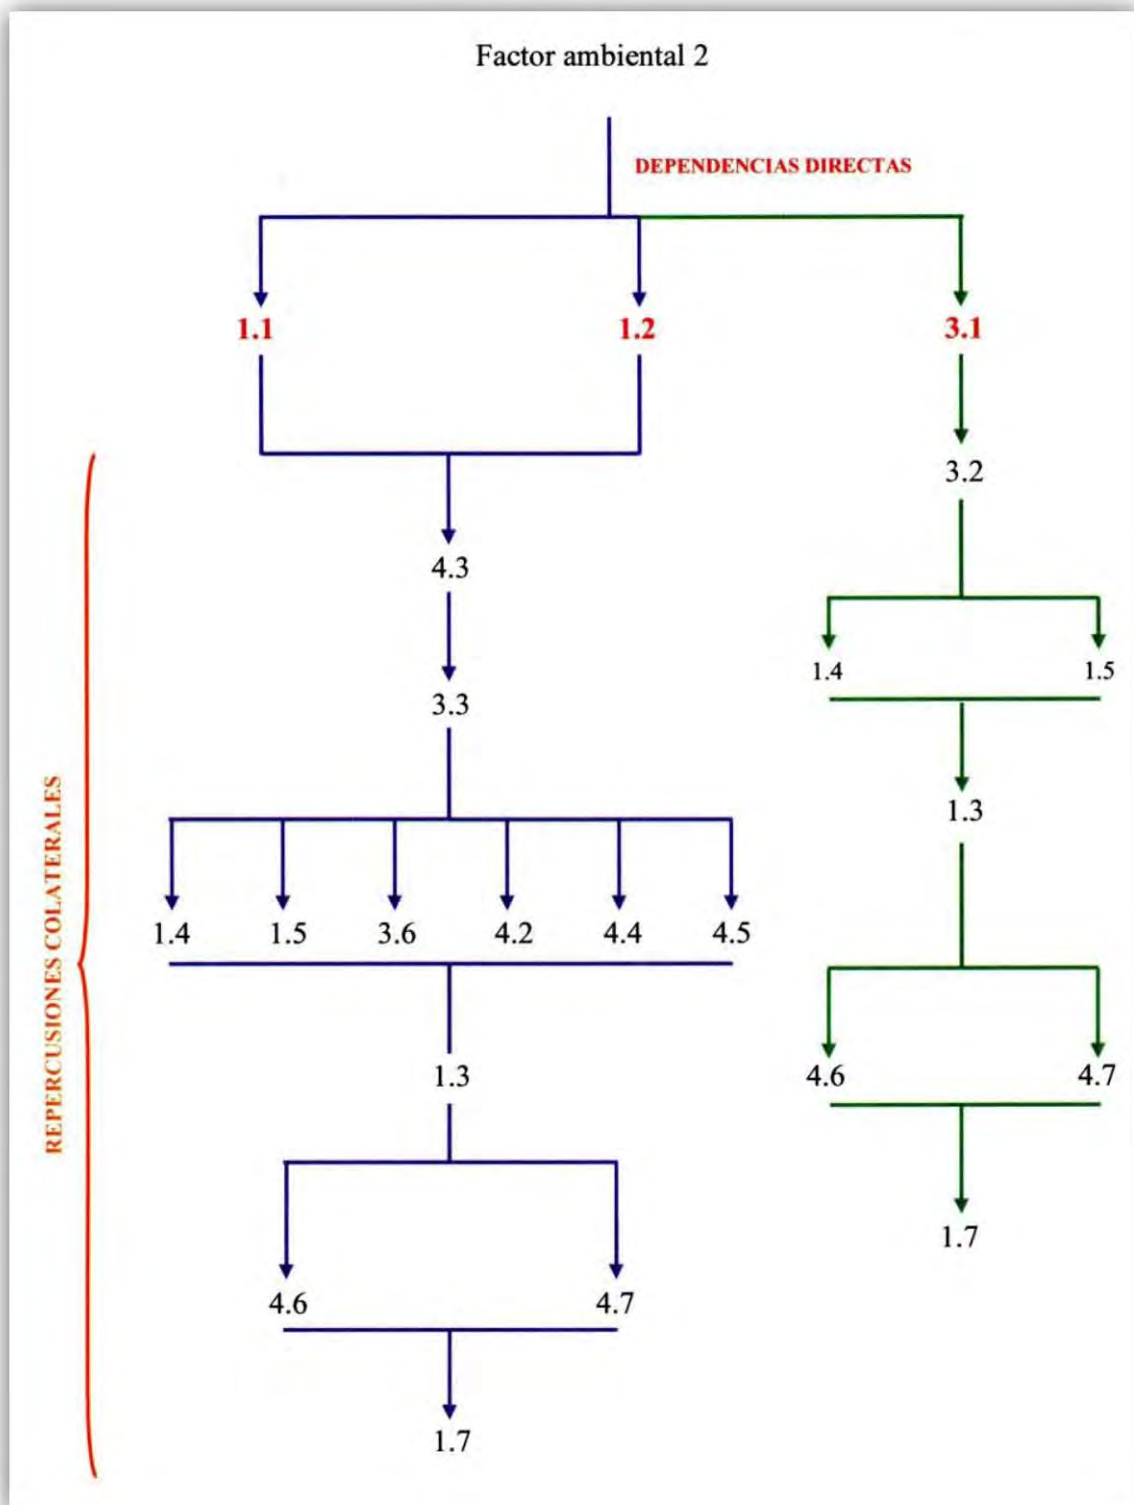 Factor ambiental 2
DEPENDENCIAS DIRECTAS
1.1 1.2 3.1
3.2
4.3
1.4 1.5
3.3
1.3
REPERCUSIONES COLATERALES
1.4 1.5 3.6 4.2 4.4 4.5
1.3
4.6 4.7
1.7
4.6 4.7
1.7